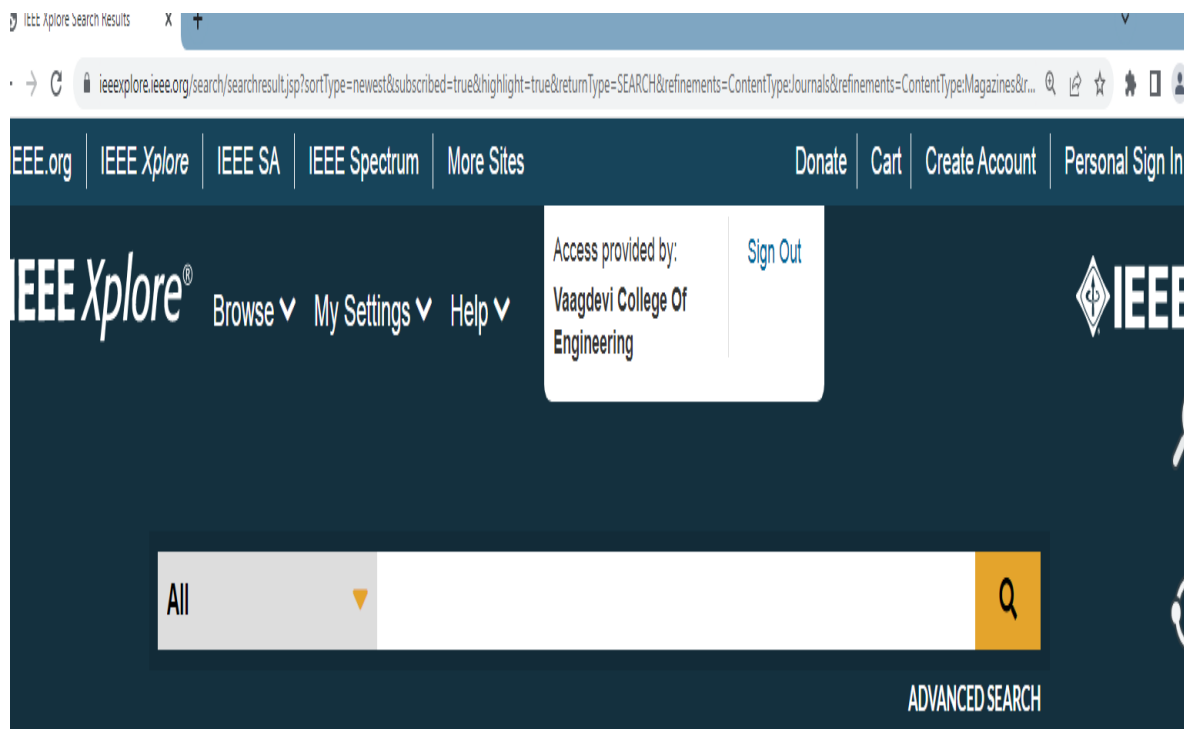 IEEE Xplore Search Results X +
ieeexplore.ieee.org/search/searchresult.jsp?sortType=newest&subscribed=true&highlight=true&returnType=SEARCH&refinements=ContentType:Journals&refinements=ContentType:Magazines&r...
IEEE.org IEEE Xplore IEEE SA IEEE Spectrum More Sites Donate Cart Create Account Personal Sign In
IEEE Xplore® Browse My Settings Help
Access provided by:
Vaagdevi College Of
Engineering
Sign Out
IEEE
All
ADVANCED SEARCH